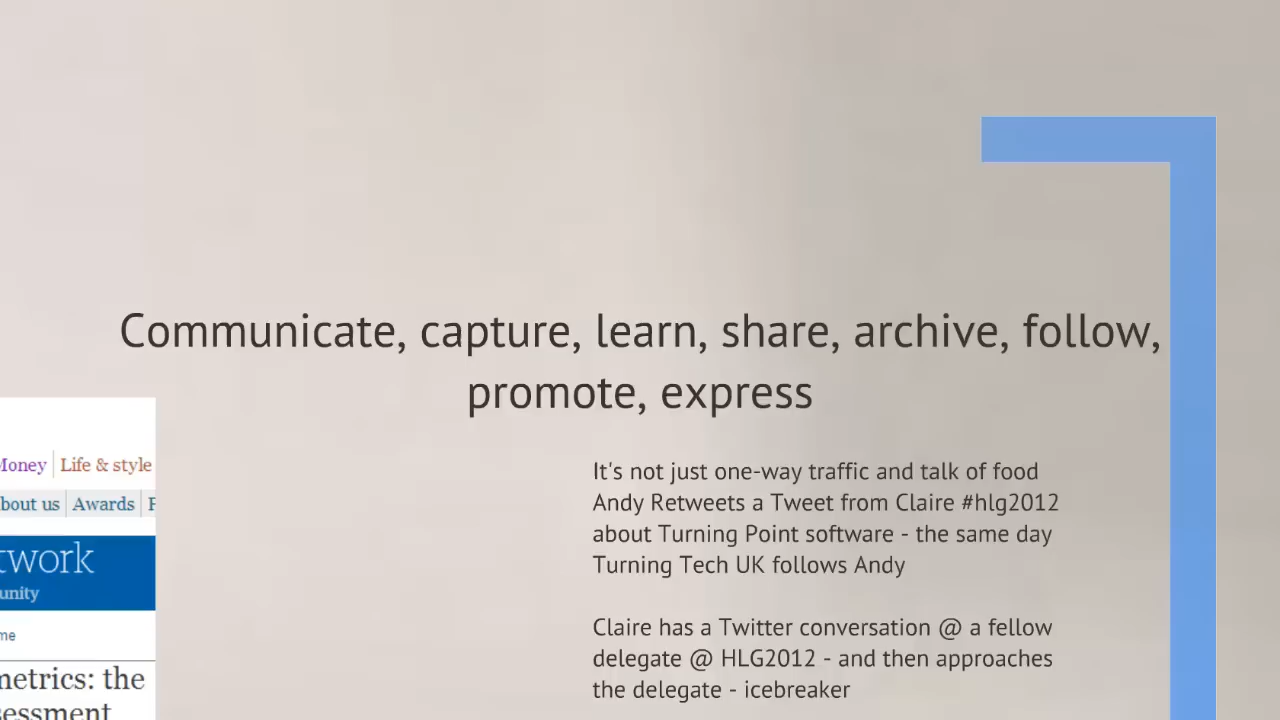 Communicate, capture, learn, share, archive, follow,
promote, express
Money Life & style
about us Awards
unity
metrics: the
It's not just one-way traffic and talk of food
Andy Retweets a Tweet from Claire #hlg2012
about Turning Point software - the same day
Turning Tech UK follows Andy
Claire has a Twitter conversation @ a fellow
delegate @ HLG2012 - and then approaches
the delegate - icebreaker